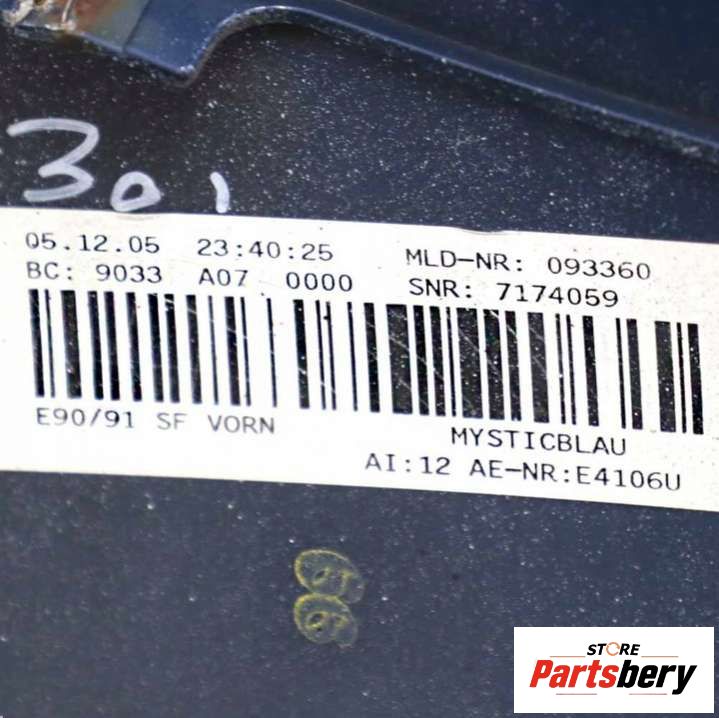 301
05.12.05 23:40:25 MLD-NR: 093360
BC: 9033 A07 0000 SNR: 7174059
E90/91 SF VORN
MYSTICBLAU
AI:12 AE-NR:E4106U
STORE
Partsbery